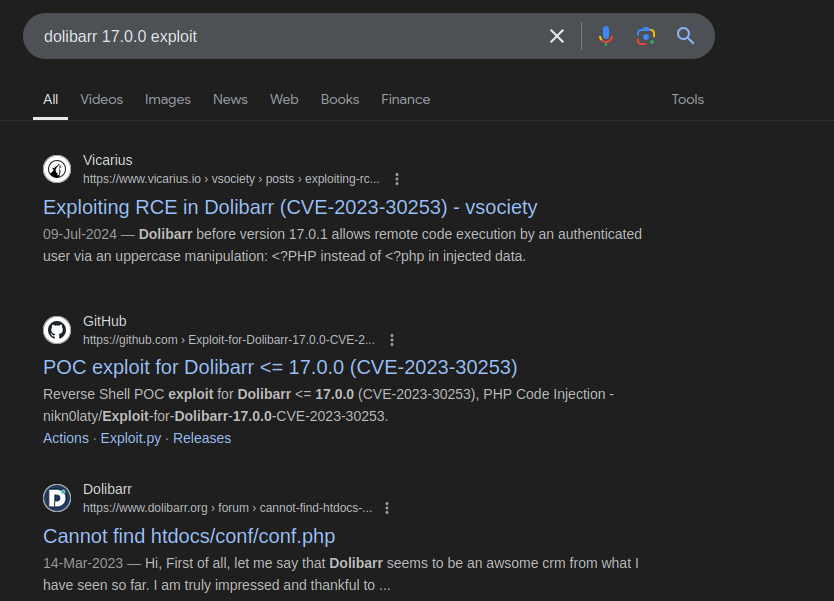 dolibarr 17.0.0 exploit
All Videos Images News Web Books Finance Tools
Vicarius
https://www.vicarius.io › vsociety › posts › exploiting-rc...
Exploiting RCE in Dolibarr (CVE-2023-30253) - vsociety
09-Jul-2024 — Dolibarr before version 17.0.1 allows remote code execution by an authenticated
user via an uppercase manipulation: <?PHP instead of <?php in injected data.
GitHub
https://github.com › Exploit-for-Dolibarr-17.0.0-CVE-2...
POC exploit for Dolibarr <= 17.0.0 (CVE-2023-30253)
Reverse Shell POC exploit for Dolibarr <= 17.0.0 (CVE-2023-30253), PHP Code Injection -
nikn0laty/Exploit-for-Dolibarr-17.0.0-CVE-2023-30253.
Actions · Exploit.py · Releases
Dolibarr
https://www.dolibarr.org › forum › cannot-find-htdocs-...
Cannot find htdocs/conf/conf.php
14-Mar-2023 — Hi, First of all, let me say that Dolibarr seems to be an awsome crm from what I
have seen so far. I am truly impressed and thankful to ...